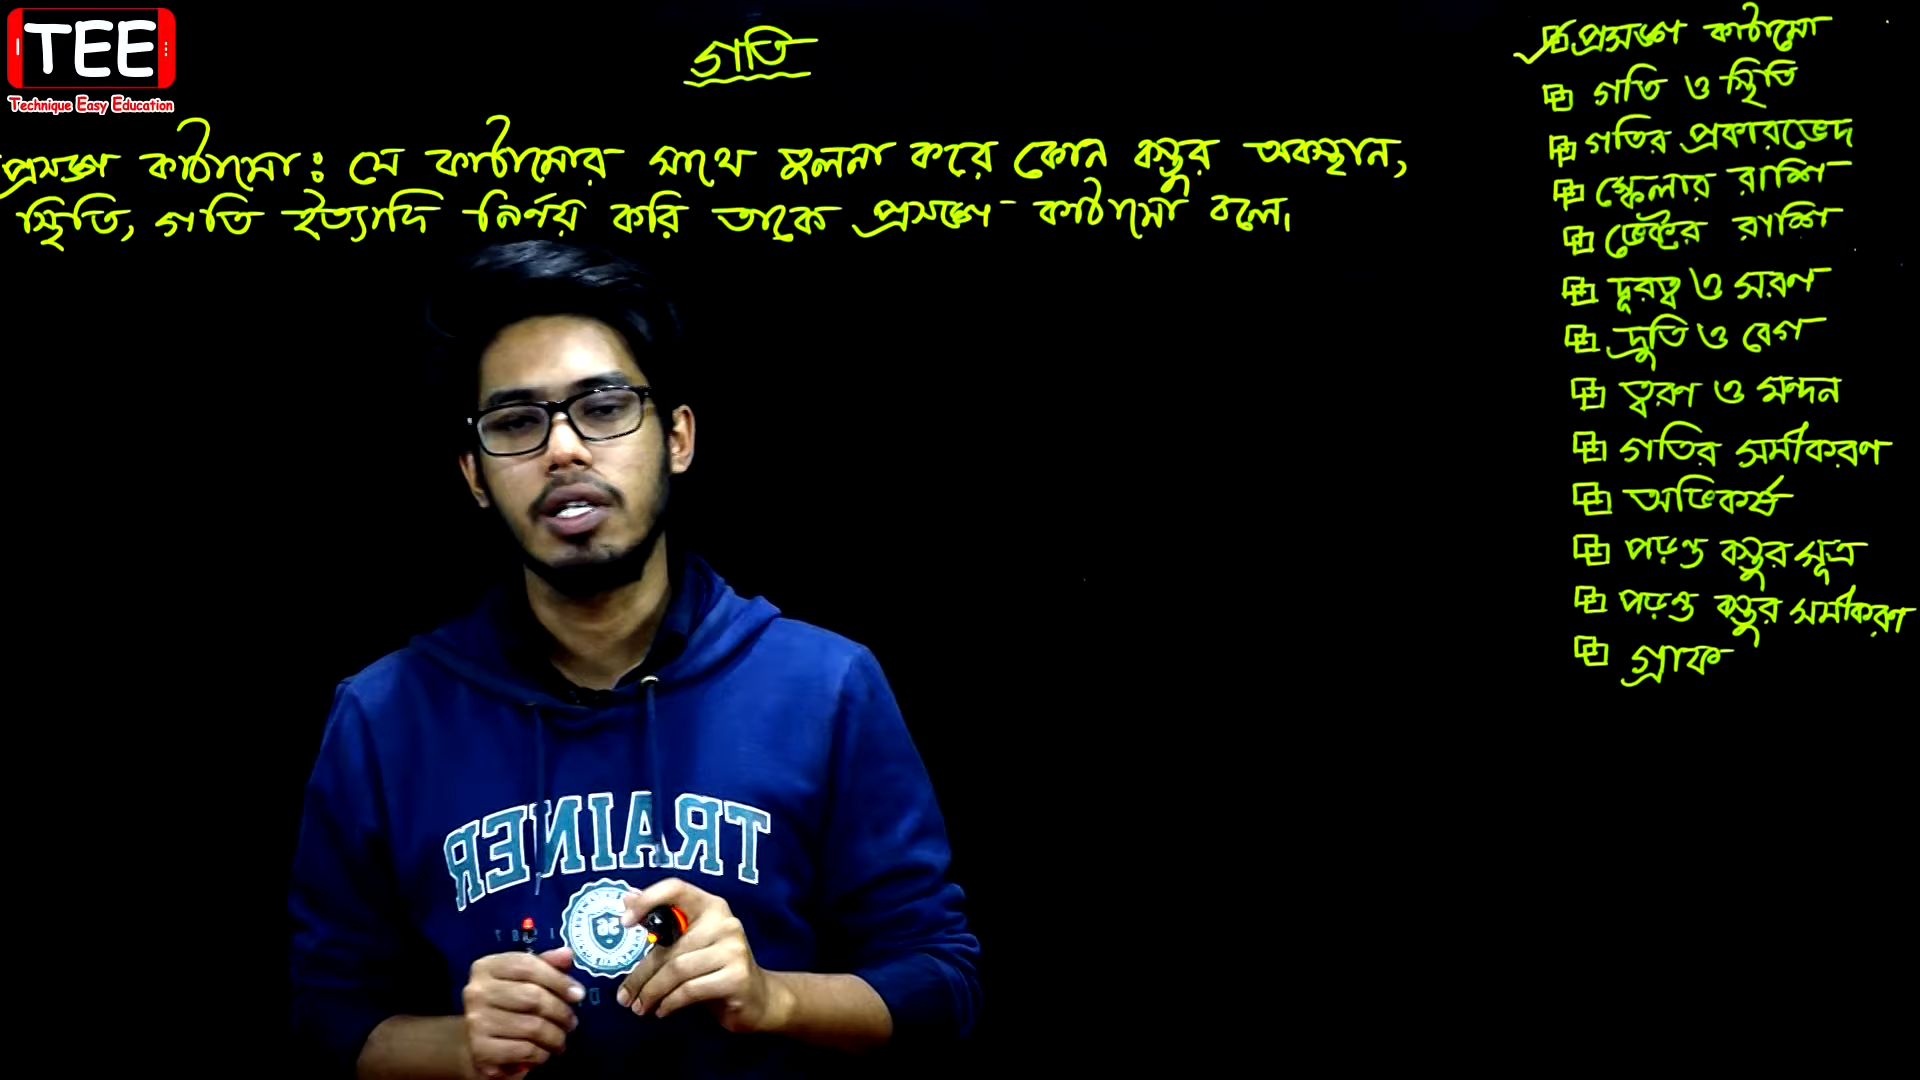 TEE
Technique Easy Education
গতি
প্রসঙ্গ কাঠামো : যে কাঠামোর সাথে তুলনা করে কোন বস্তুর অবস্থান,
স্থিতি, গতি ইত্যাদি নির্ণয় করি তাকে প্রসঙ্গ কাঠামো বলে।
প্রসঙ্গ কাঠামো
গতি ও স্থিতি
গতির প্রকারভেদ
স্কেলার রাশি
ভেক্টর রাশি
দূরত্ব ও সরণ
দ্রুতি ও বেগ
ত্বরণ ও মন্দন
গতির সমীকরণ
অভিকর্ষ
পড়ন্ত বস্তুর সূত্র
পড়ন্ত বস্তুর সমীকরণ
গ্রাফ
TRAINER